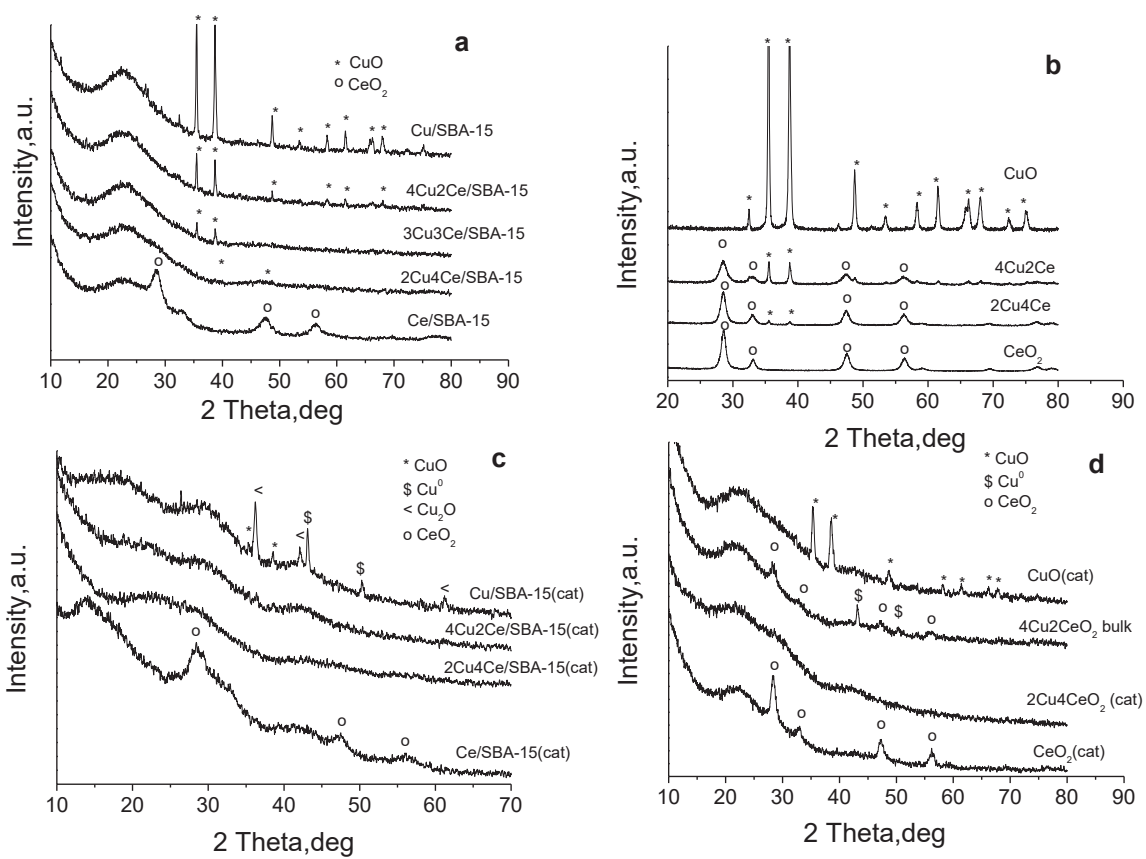 a
* CuO
o CeO2
Cu/SBA-15
4Cu2Ce/SBA-15
3Cu3Ce/SBA-15
2Cu4Ce/SBA-15
Ce/SBA-15
Intensity,a.u.
10 20 30 40 50 60 70 80 90
2 Theta,deg
b
CuO
4Cu2Ce
2Cu4Ce
CeO2
Intensity,a.u.
20 30 40 50 60 70 80 90
2 Theta,deg
c
* CuO
$ Cu0
< Cu2O
o CeO2
Cu/SBA-15(cat)
4Cu2Ce/SBA-15(cat)
2Cu4Ce/SBA-15(cat)
Ce/SBA-15(cat)
Intensity,a.u.
10 20 30 40 50 60 70
2 Theta,deg
d
* CuO
$ Cu0
o CeO2
CuO(cat)
4Cu2CeO2 bulk
2Cu4CeO2 (cat)
CeO2(cat)
Intensity,a.u.
10 20 30 40 50 60 70 80 90
2 Theta,deg